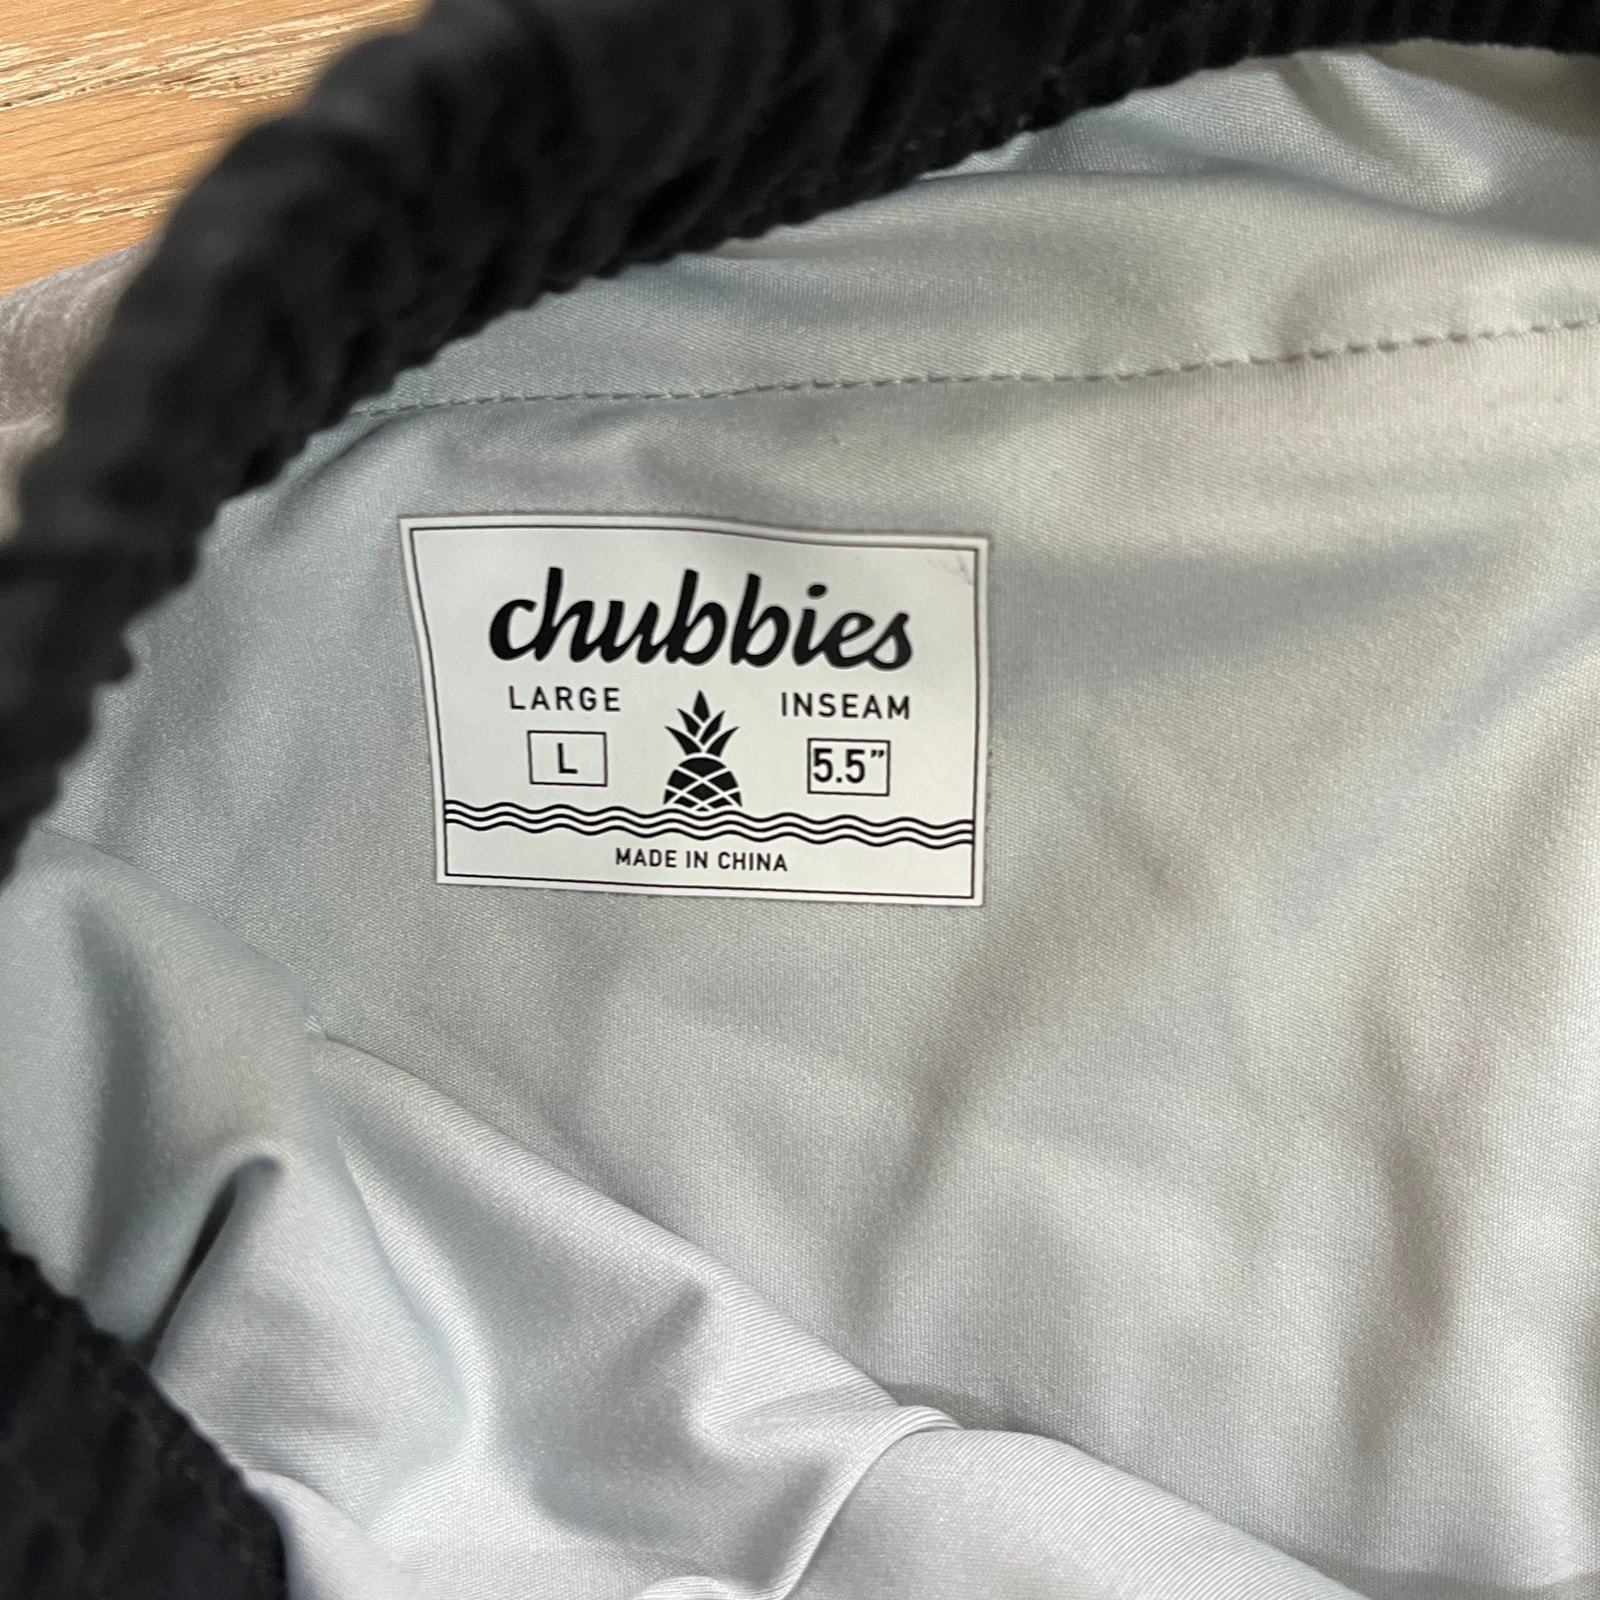 chubbies
LARGE INSEAM
L 5.5”
MADE IN CHINA